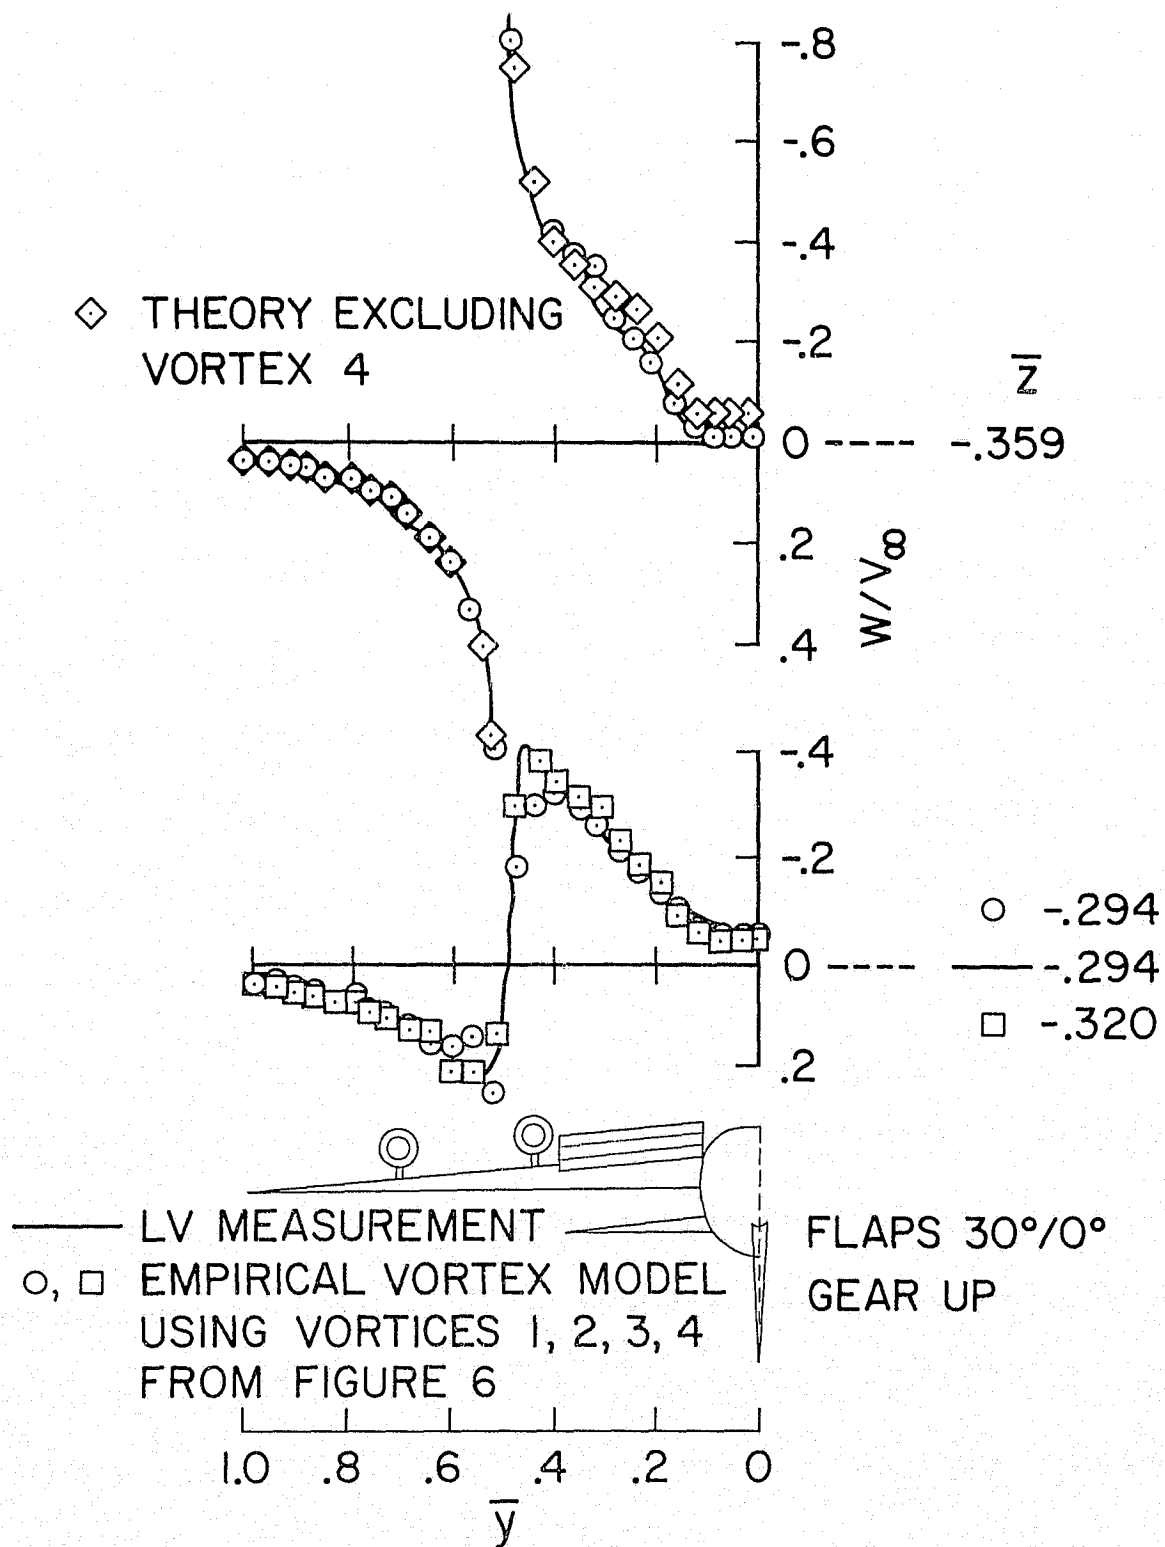 -.8
-.6
-.4
◇ THEORY EXCLUDING
VORTEX 4
-.2
z̅
0 ---- -.359
.2
W/V∞
.4
-.4
-.2
○ -.294
0 ---- —— -.294
□ -.320
.2
—— LV MEASUREMENT
○, □ EMPIRICAL VORTEX MODEL
USING VORTICES 1, 2, 3, 4
FROM FIGURE 6
FLAPS 30°/0°
GEAR UP
1.0 .8 .6 .4 .2 0
y̅